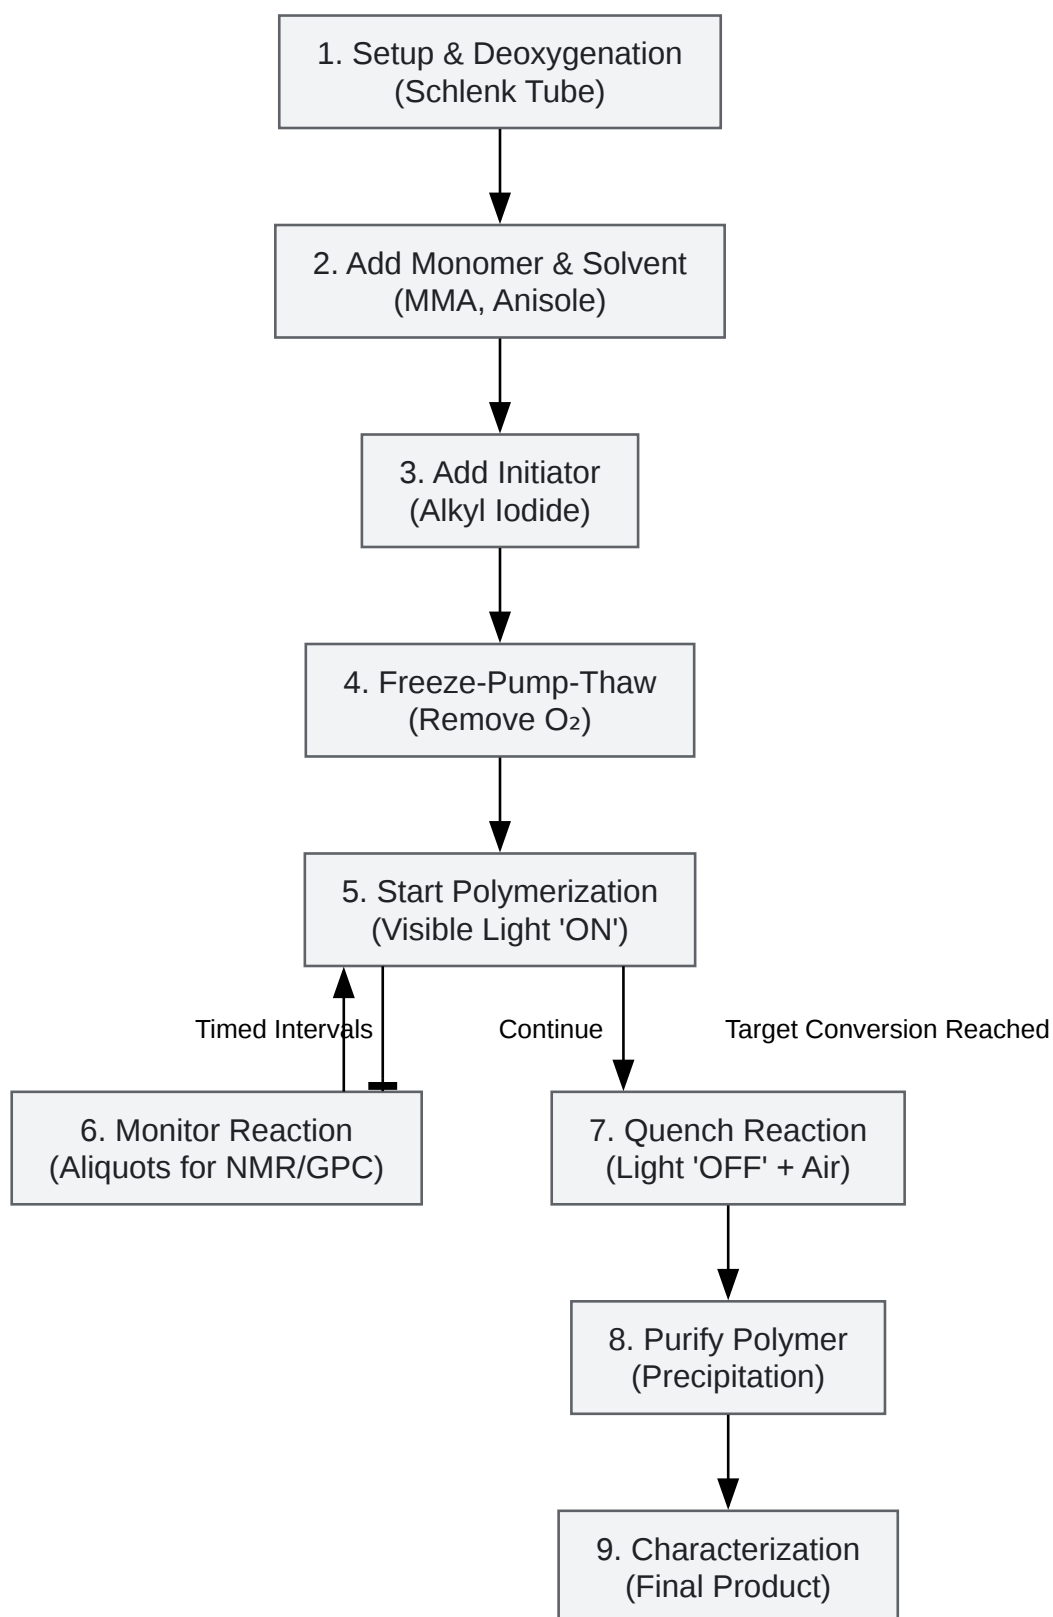 1. Setup & Deoxygenation
(Schlenk Tube)
2. Add Monomer & Solvent
(MMA, Anisole)
3. Add Initiator
(Alkyl Iodide)
4. Freeze-Pump-Thaw
(Remove O₂)
5. Start Polymerization
(Visible Light 'ON')
Timed Intervals
Continue
Target Conversion Reached
6. Monitor Reaction
(Aliquots for NMR/GPC)
7. Quench Reaction
(Light 'OFF' + Air)
8. Purify Polymer
(Precipitation)
9. Characterization
(Final Product)